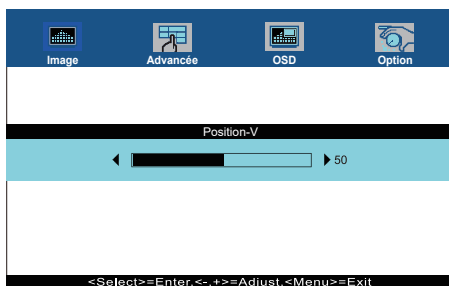 Image Advancée OSD Option
Position-V
50
<Select>=Enter,<-,+>=Adjust,<Menu>=Exit